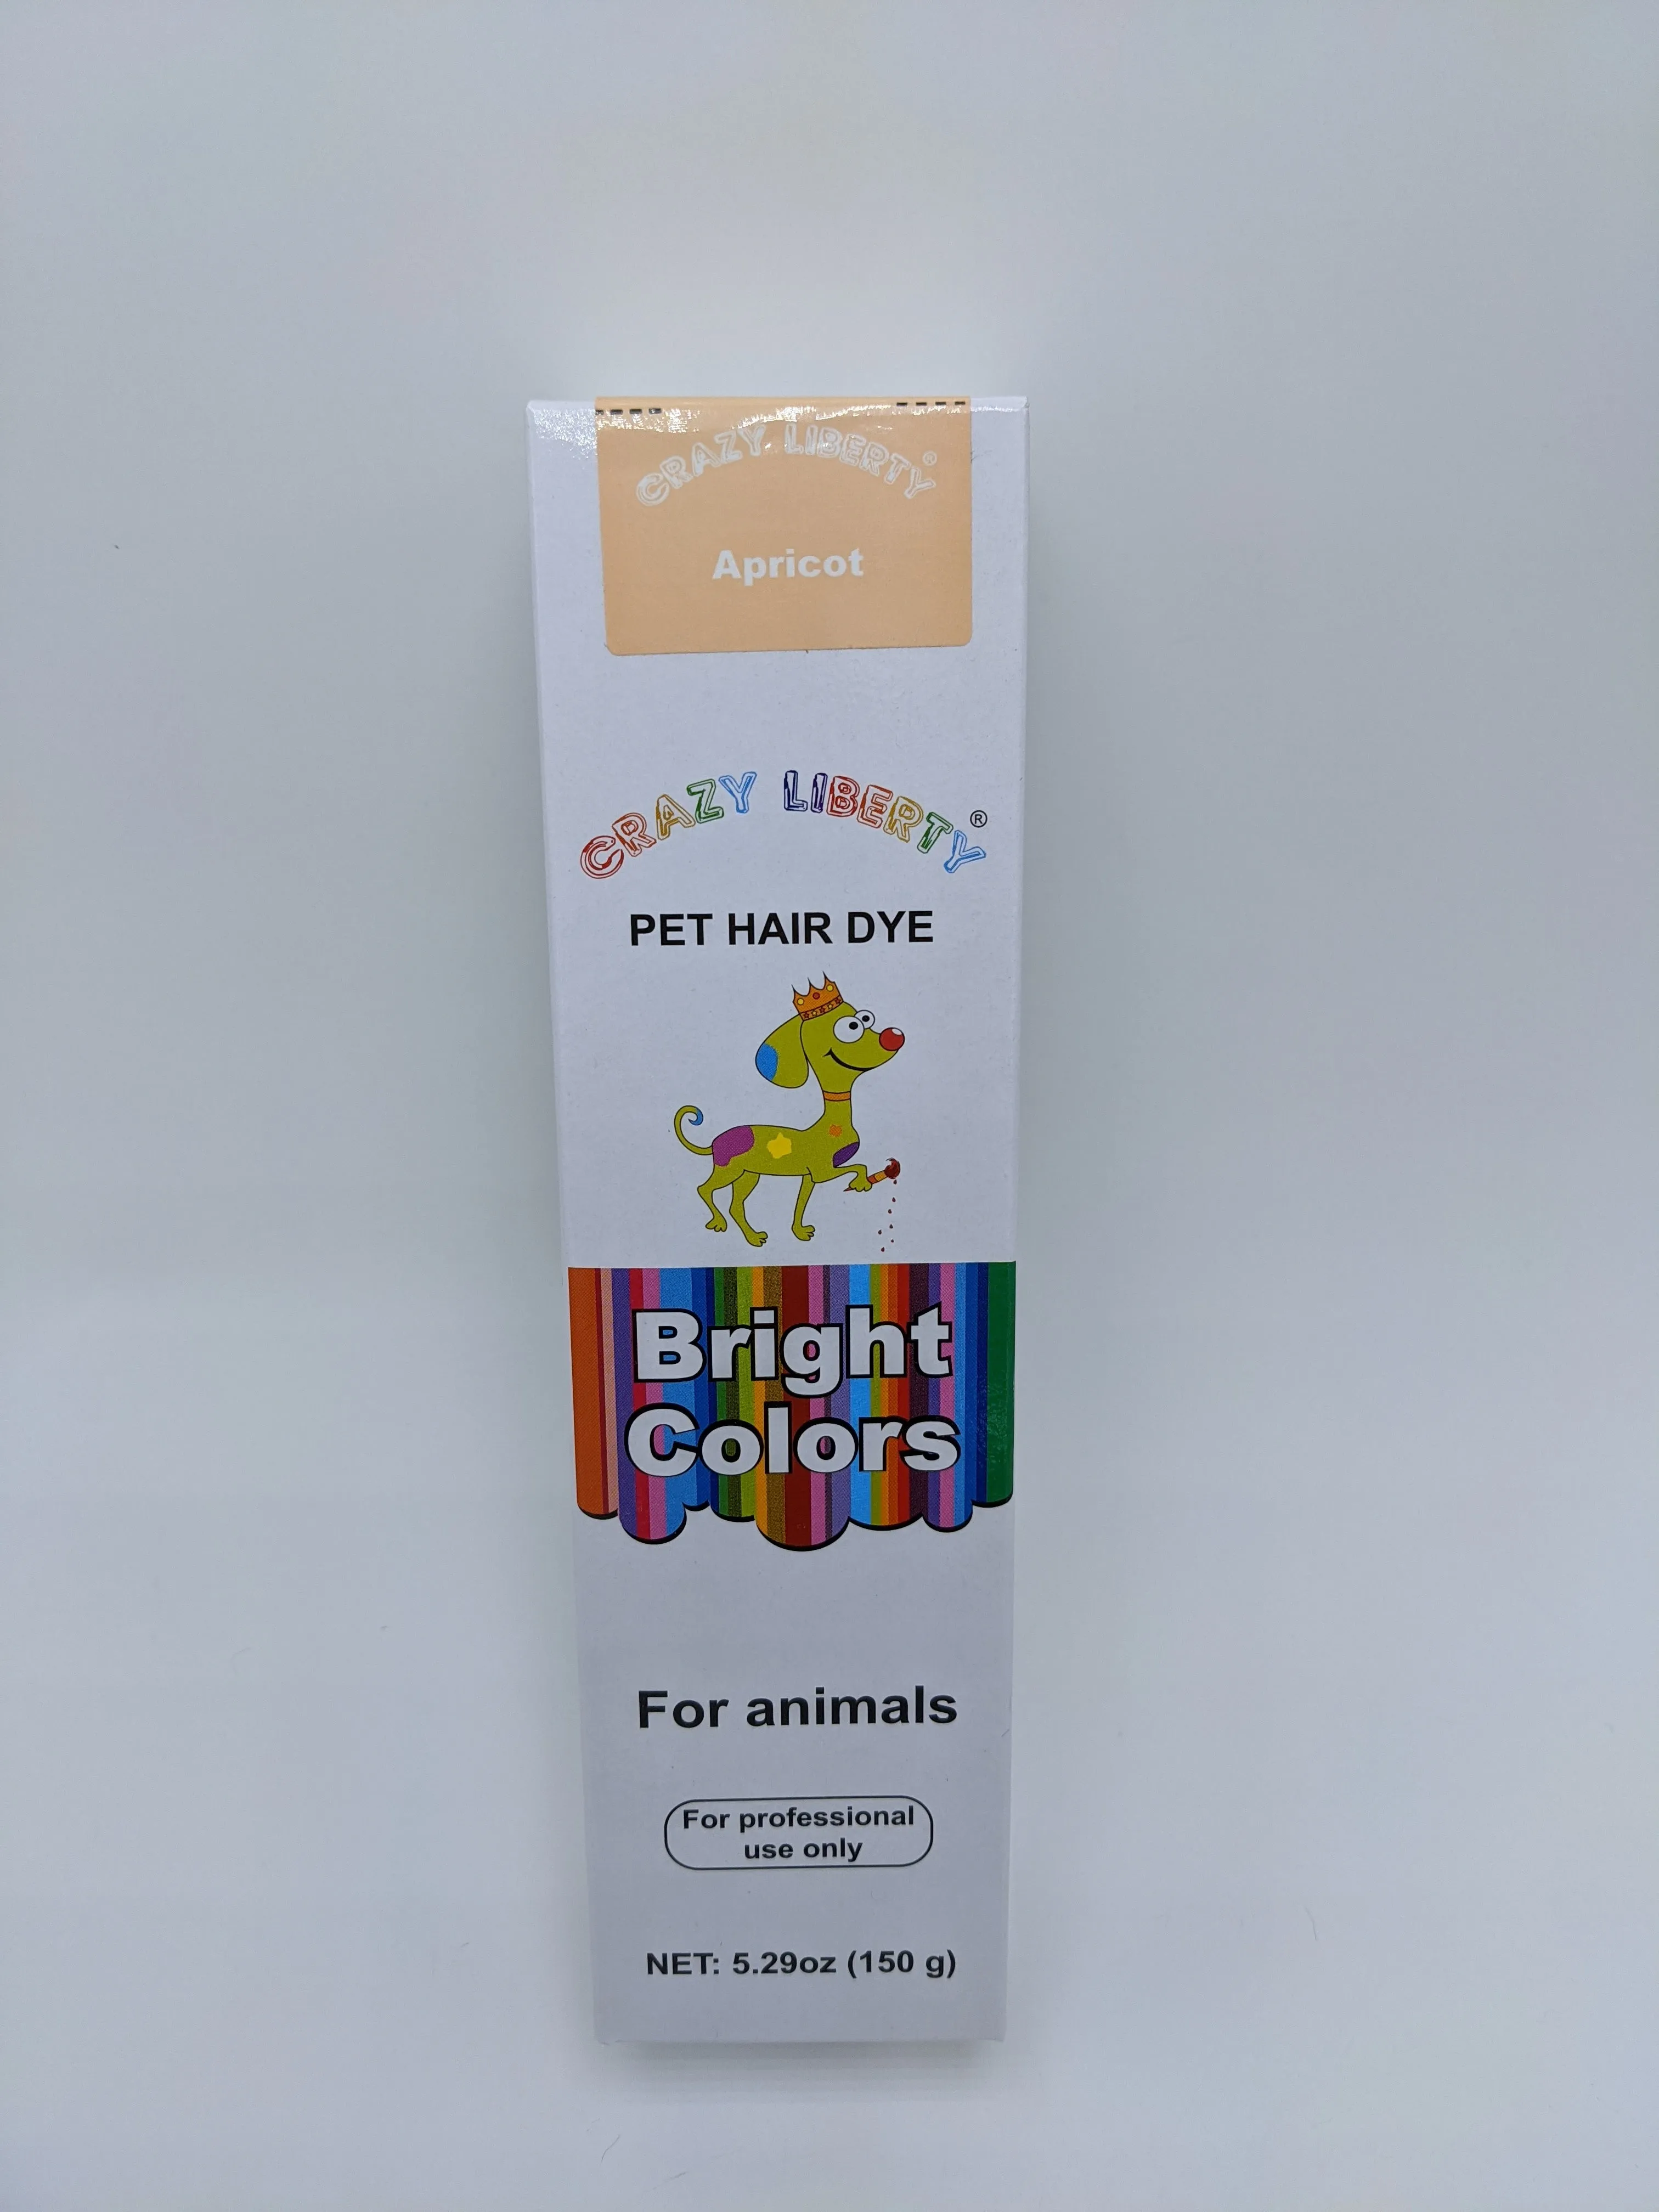 CRAZY LIBERTY®
Apricot
CRAZY LIBERTY®
PET HAIR DYE
Bright
Colors
For animals
For professional
use only
NET: 5.29oz (150 g)